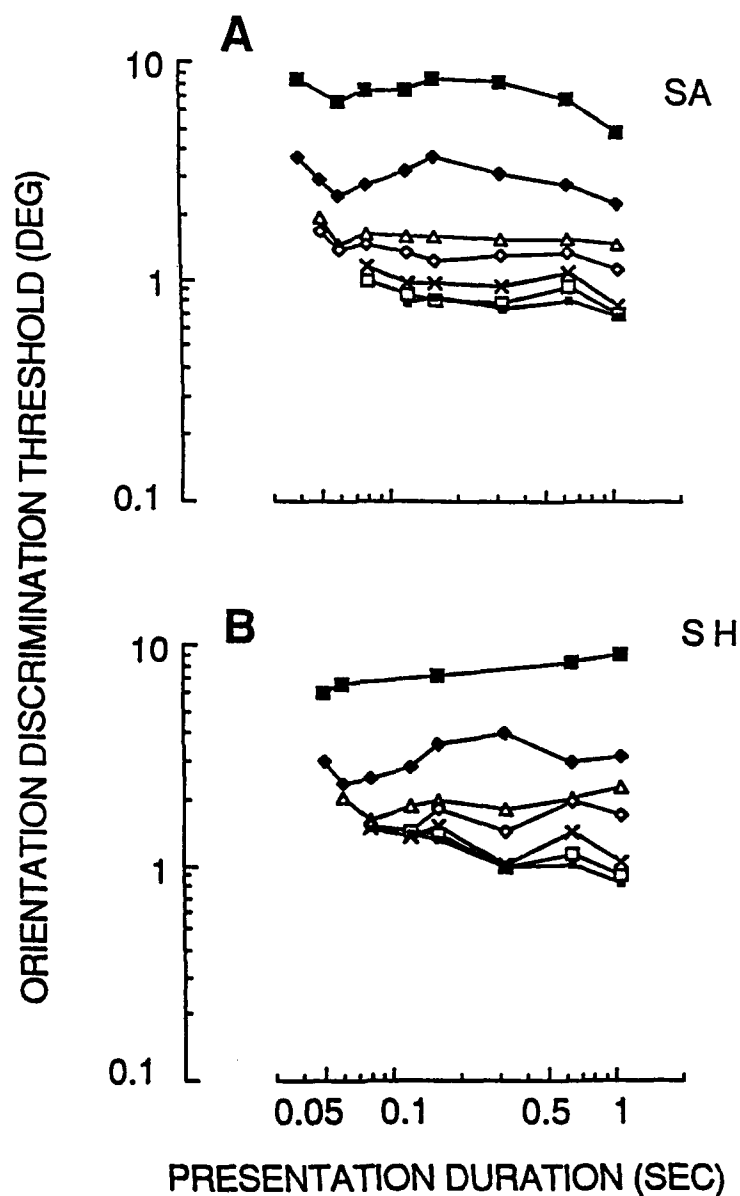 A
SA
10
1
0.1
ORIENTATION DISCRIMINATION THRESHOLD (DEG)
B
SH
10
1
0.1
0.05 0.1 0.5 1
PRESENTATION DURATION (SEC)